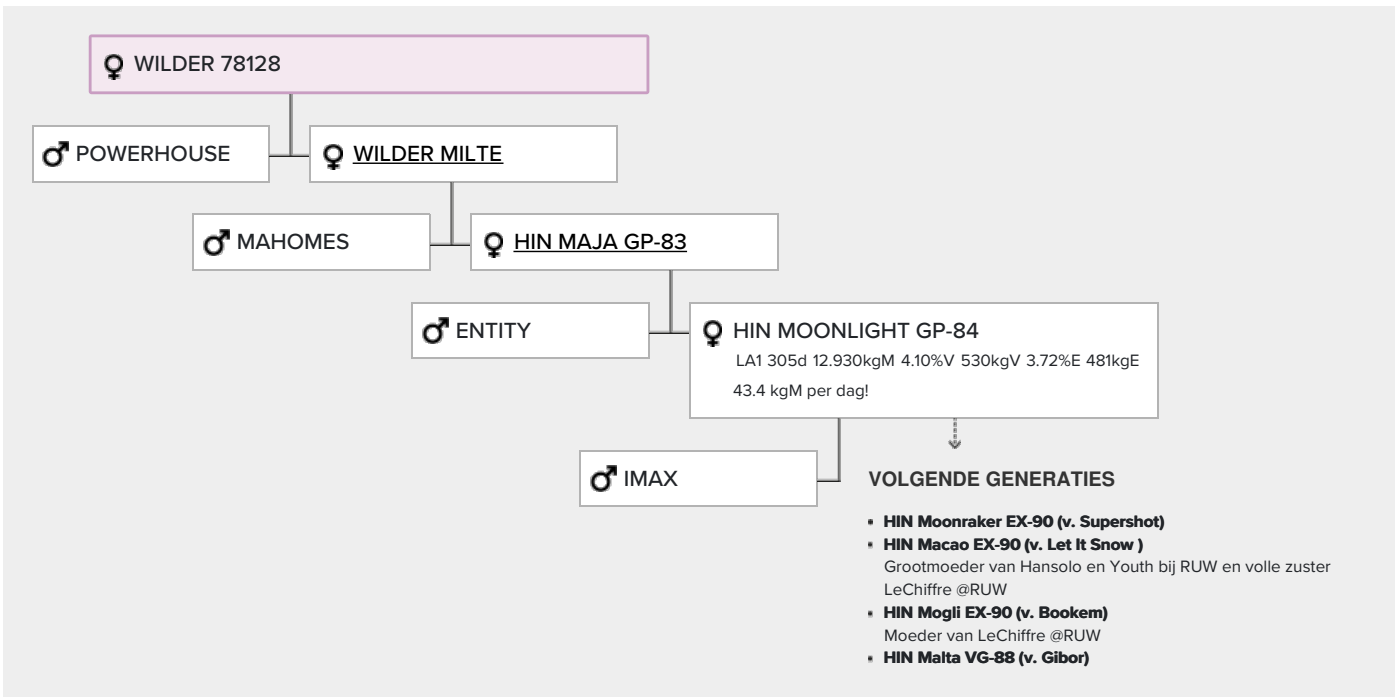 WILDER 78128
POWERHOUSE
WILDER MILTE
MAHOMES
HIN MAJA GP-83
ENTITY
HIN MOONLIGHT GP-84
LA1 305d 12.930kgM 4.10%V 530kgV 3.72%E 481kgE
43.4 kgM per dag!
IMAX
VOLGENDE GENERATIES
HIN Moonraker EX-90 (v. Supershot)
HIN Macao EX-90 (v. Let It Snow )
Grootmoeder van Hansolo en Youth bij RUW en volle zuster
LeChiffre @RUW
HIN Mogli EX-90 (v. Bookem)
Moeder van LeChiffre @RUW
HIN Malta VG-88 (v. Gibor)